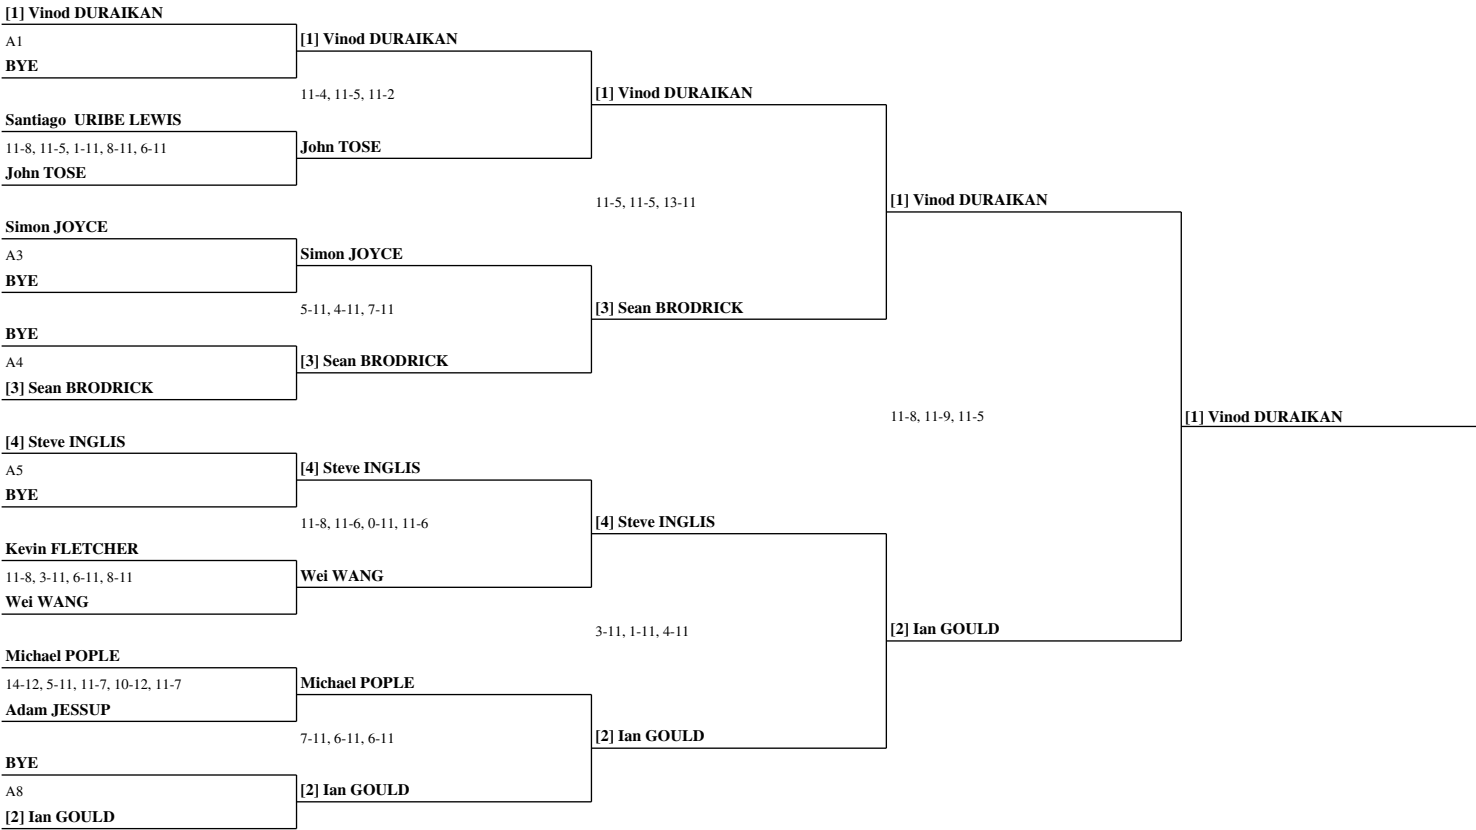 [1] Vinod DURAIKAN
A1
BYE
Santiago  URIBE LEWIS
11-8, 11-5, 1-11, 8-11, 6-11
John TOSE
Simon JOYCE
A3
BYE
BYE
A4
[3] Sean BRODRICK
[4] Steve INGLIS
A5
BYE
Kevin FLETCHER
11-8, 3-11, 6-11, 8-11
Wei WANG
Michael POPLE
14-12, 5-11, 11-7, 10-12, 11-7
Adam JESSUP
BYE
A8
[2] Ian GOULD
[1] Vinod DURAIKAN
11-4, 11-5, 11-2
John TOSE
Simon JOYCE
5-11, 4-11, 7-11
[3] Sean BRODRICK
[4] Steve INGLIS
11-8, 11-6, 0-11, 11-6
Wei WANG
Michael POPLE
7-11, 6-11, 6-11
[2] Ian GOULD
[1] Vinod DURAIKAN
11-5, 11-5, 13-11
[3] Sean BRODRICK
[4] Steve INGLIS
3-11, 1-11, 4-11
[2] Ian GOULD
[1] Vinod DURAIKAN
11-8, 11-9, 11-5
[2] Ian GOULD
[1] Vinod DURAIKAN